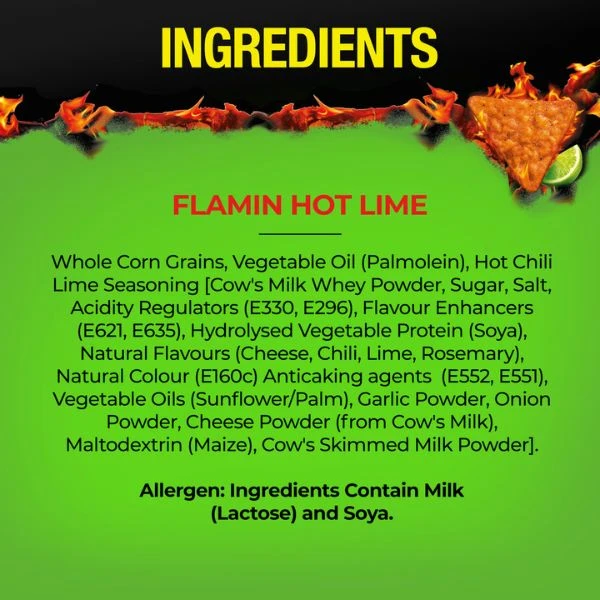 INGREDIENTS
FLAMIN HOT LIME
Whole Corn Grains, Vegetable Oil (Palmolein), Hot Chili
Lime Seasoning [Cow's Milk Whey Powder, Sugar, Salt,
Acidity Regulators (E330, E296), Flavour Enhancers
(E621, E635), Hydrolysed Vegetable Protein (Soya),
Natural Flavours (Cheese, Chili, Lime, Rosemary),
Natural Colour (E160c) Anticaking agents (E552, E551),
Vegetable Oils (Sunflower/Palm), Garlic Powder, Onion
Powder, Cheese Powder (from Cow's Milk),
Maltodextrin (Maize), Cow's Skimmed Milk Powder].
Allergen: Ingredients Contain Milk
(Lactose) and Soya.